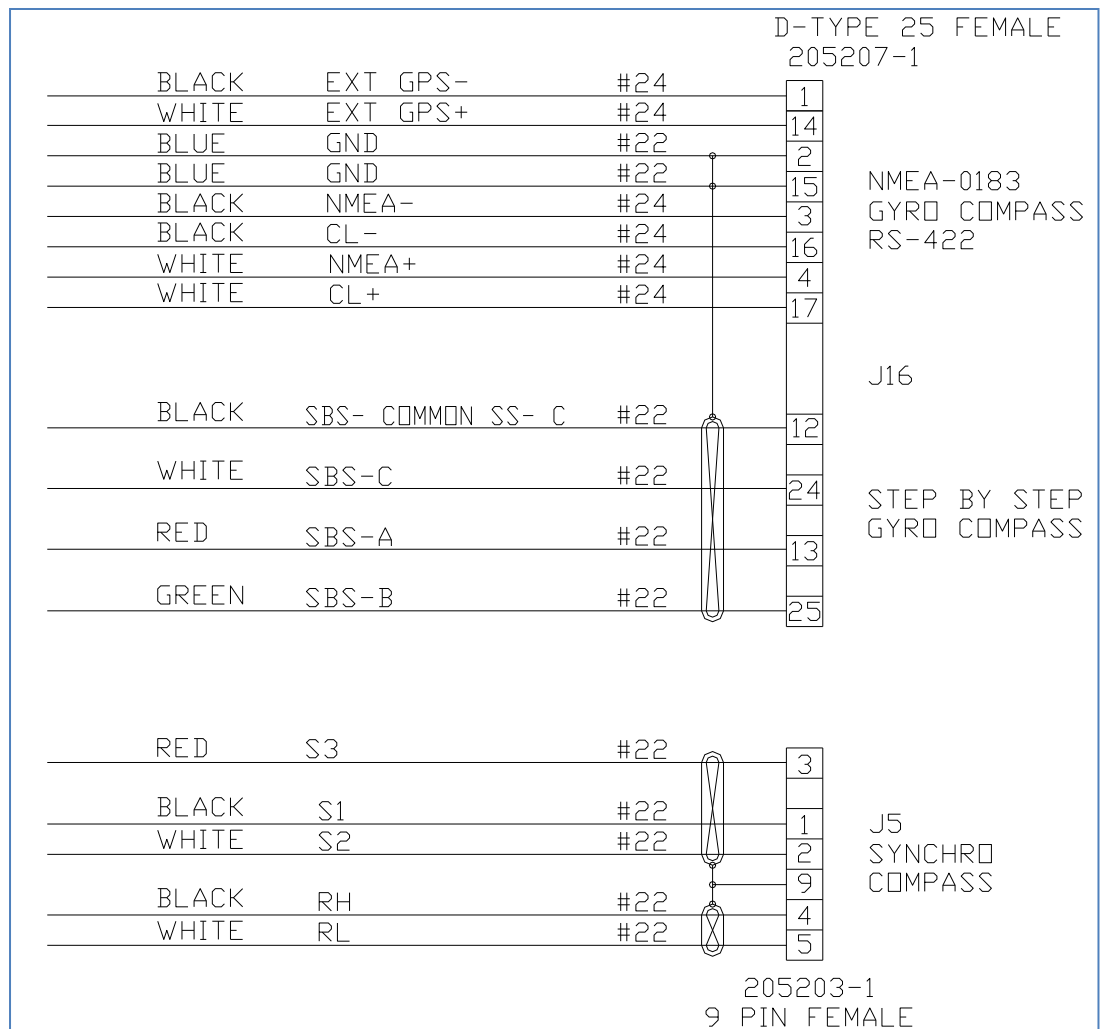 D-TYPE 25 FEMALE
205207-1
BLACK EXT GPS- #24 1
WHITE EXT GPS+ #24 14
BLUE GND #22 2
BLUE GND #22 15
BLACK NMEA- #24 3
BLACK CL- #24 16
WHITE NMEA+ #24 4
WHITE CL+ #24 17
NMEA-0183
GYRO COMPASS
RS-422
J16
BLACK SBS- COMMON SS- C #22 12
WHITE SBS-C #22 24
RED SBS-A #22 13
GREEN SBS-B #22 25
STEP BY STEP
GYRO COMPASS
RED S3 #22 3
BLACK S1 #22 1
WHITE S2 #22 2
9
BLACK RH #22 4
WHITE RL #22 5
J5
SYNCHRO
COMPASS
205203-1
9 PIN FEMALE